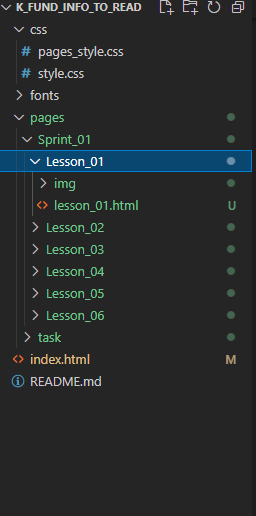 K_FUND_INFO_TO_READ
css
# pages_style.css
# style.css
fonts
pages
Sprint_01
Lesson_01
img
<> lesson_01.html U
Lesson_02
Lesson_03
Lesson_04
Lesson_05
Lesson_06
task
<> index.html M
README.md